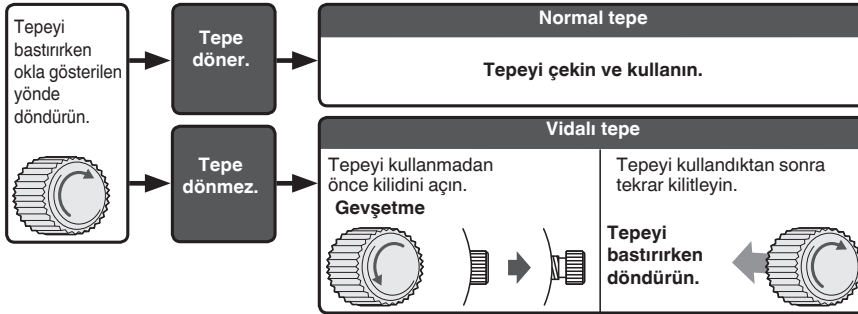 Tepeyi
bastırırken
okla gösterilen
yönde
döndürün.
Tepe
döner.
Normal tepe
Tepeyi çekin ve kullanın.
Tepe
dönmez.
Vidalı tepe
Tepeyi kullanmadan
önce kilidini açın.
Gevşetme
Tepeyi kullandıktan sonra
tekrar kilitleyin.
Tepeyi
bastırırken
döndürün.